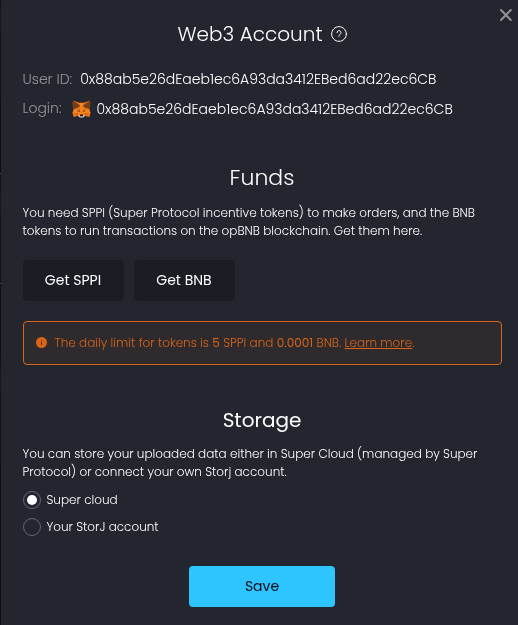 Web3 Account ?
User ID: 0x88ab5e26dEaeb1ec6A93da3412EBed6ad22ec6CB
Login: 0x88ab5e26dEaeb1ec6A93da3412EBed6ad22ec6CB
Funds
You need SPPI (Super Protocol incentive tokens) to make orders, and the BNB
tokens to run transactions on the opBNB blockchain. Get them here.
Get SPPI
Get BNB
The daily limit for tokens is 5 SPPI and 0.0001 BNB. Learn more.
Storage
You can store your uploaded data either in Super Cloud (managed by Super
Protocol) or connect your own Storj account.
Super cloud
Your StorJ account
Save